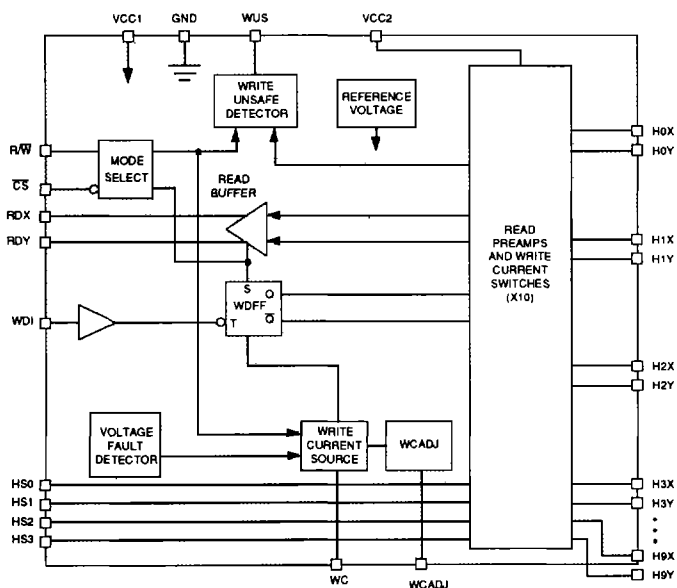 VCC1
GND
WUS
VCC2
WRITE
UNSAFE
DETECTOR
REFERENCE
VOLTAGE
R/W̅
C̅S̅
RDX
RDY
WDI
MODE
SELECT
READ
BUFFER
S
Q
WDFF
T
Q̅
READ
PREAMPS
AND WRITE
CURRENT
SWITCHES
(X10)
H0X
H0Y
H1X
H1Y
H2X
H2Y
H3X
H3Y
H9X
H9Y
VOLTAGE
FAULT
DETECTOR
WRITE
CURRENT
SOURCE
WCADJ
HS0
HS1
HS2
HS3
WC
WCADJ